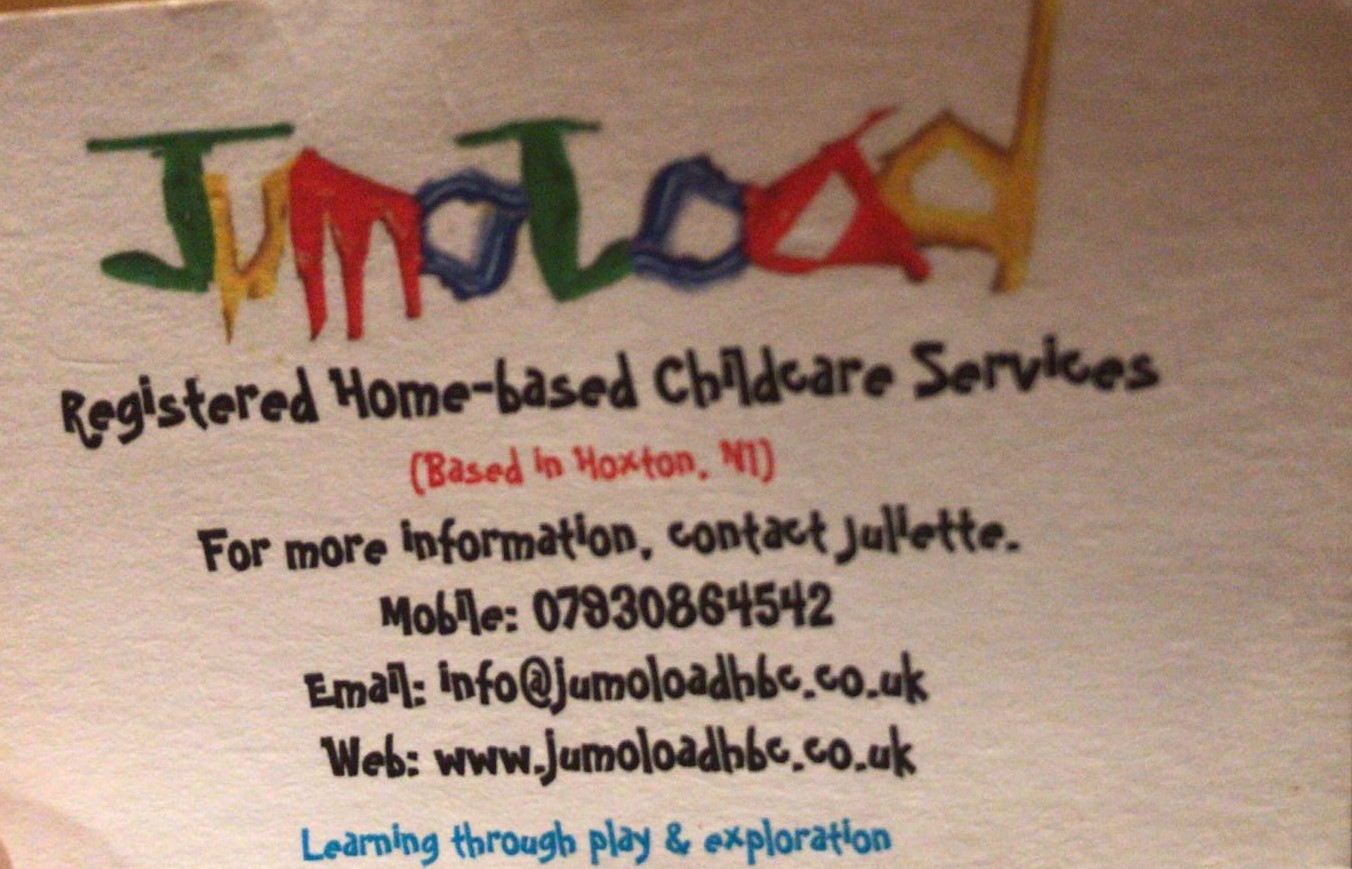 JumoLoad
Registered Home-based Childcare Services
(Based in Hoxton, N1)
For more information, contact Juliette.
Mobile: 07930864542
Email: info@jumoloadhbc.co.uk
Web: www.jumoloadhbc.co.uk
Learning through play & exploration